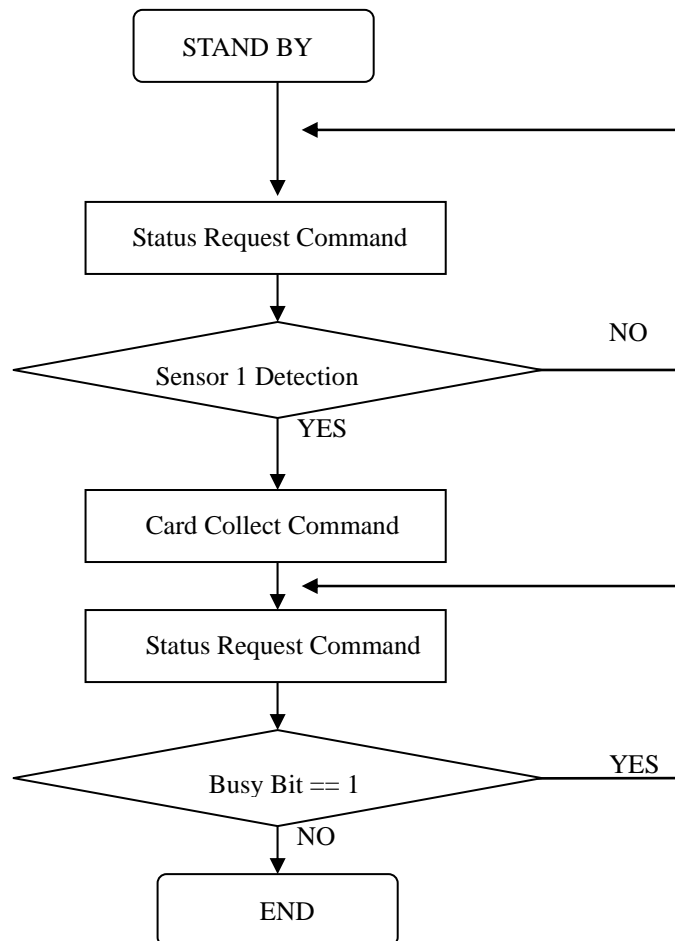 STAND BY
Status Request Command
NO
Sensor 1 Detection
YES
Card Collect Command
Status Request Command
YES
Busy Bit == 1
NO
END